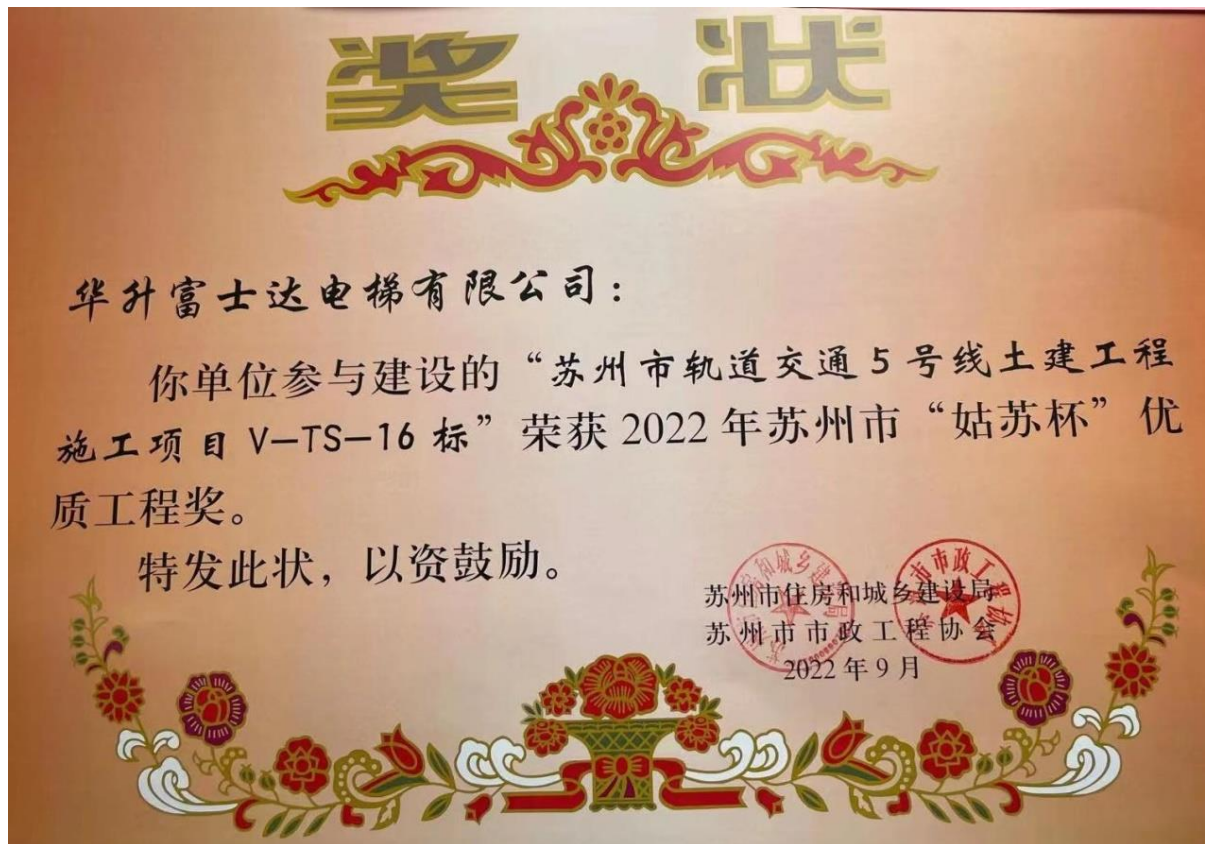 奖状
华升富士达电梯有限公司：
你单位参与建设的“苏州市轨道交通5号线土建工程
施工项目V-TS-16标”荣获2022年苏州市“姑苏杯”优
质工程奖。
特发此状，以资鼓励。
苏州市住房和城乡建设局
苏州市市政工程协会
2022年9月